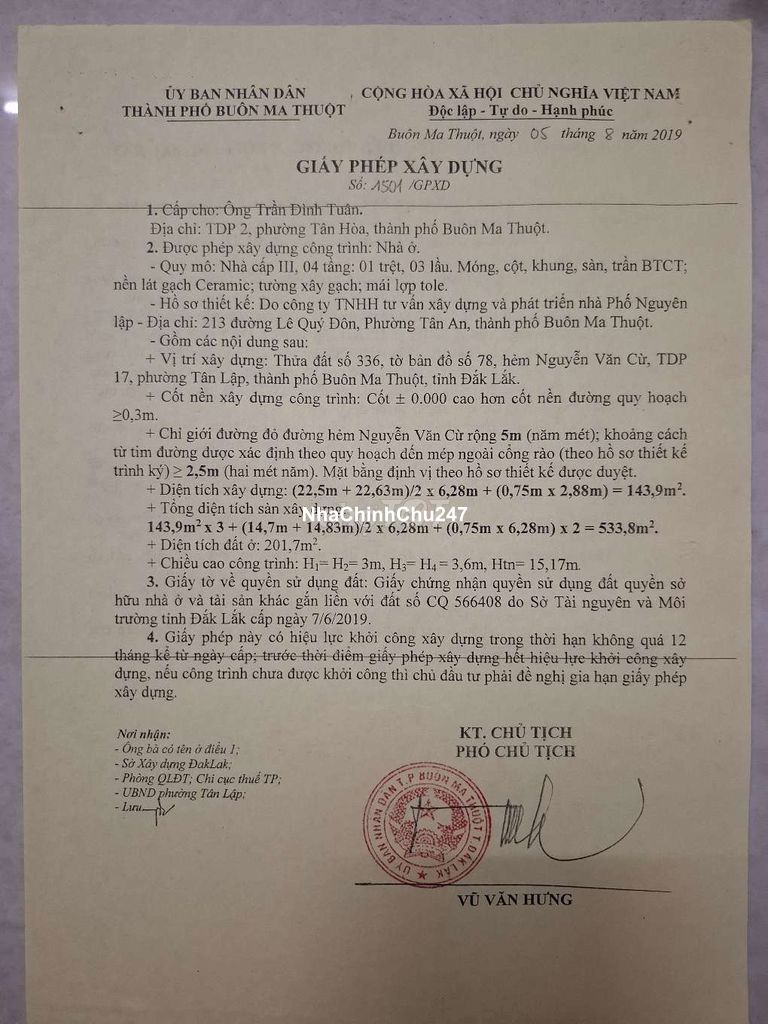 ỦY BAN NHÂN DÂN
THÀNH PHỐ BUÔN MA THUỘT
CỘNG HÒA XÃ HỘI CHỦ NGHĨA VIỆT NAM
Độc lập - Tự do - Hạnh phúc
Buôn Ma Thuột, ngày 05 tháng 8 năm 2019
GIẤY PHÉP XÂY DỰNG
Số: 1501 /GPXD
1. Cấp cho: Ông Trần Đình Tuân.
Địa chỉ: TDP 2, phường Tân Hòa, thành phố Buôn Ma Thuột.
2. Được phép xây dựng công trình: Nhà ở.
- Quy mô: Nhà cấp III, 04 tầng: 01 trệt, 03 lầu. Móng, cột, khung, sàn, trần BTCT;
nền lát gạch Ceramic; tường xây gạch; mái lợp tole.
- Hồ sơ thiết kế: Do công ty TNHH tư vấn xây dựng và phát triển nhà Phố Nguyên
lập - Địa chỉ: 213 đường Lê Quý Đôn, Phường Tân An, thành phố Buôn Ma Thuột.
- Gồm các nội dung sau:
+ Vị trí xây dựng: Thửa đất số 336, tờ bản đồ số 78, hẻm Nguyễn Văn Cừ, TDP
17, phường Tân Lập, thành phố Buôn Ma Thuột, tỉnh Đắk Lắk.
+ Cốt nền xây dựng công trình: Cốt ± 0.000 cao hơn cốt nền đường quy hoạch
≥0,3m.
+ Chỉ giới đường đỏ đường hẻm Nguyễn Văn Cừ rộng 5m (năm mét); khoảng cách
từ tim đường được xác định theo quy hoạch đến mép ngoài cổng rào (theo hồ sơ thiết kế
trình ký) ≥ 2,5m (hai mét năm). Mặt bằng định vị theo hồ sơ thiết kế được duyệt.
+ Diện tích xây dựng: (22,5m + 22,63m)/2 x 6,28m + (0,75m x 2,88m) = 143,9m².
+ Tổng diện tích sàn xây dựng:
NhaChinhChu247
143,9m² x 3 + (14,7m + 14,83m)/2 x 6,28m + (0,75m x 6,28m) x 2 = 533,8m².
+ Diện tích đất ở: 201,7m².
+ Chiều cao công trình: H₁= H₂= 3m, H₃= H₄ = 3,6m, Htn= 15,17m.
3. Giấy tờ về quyền sử dụng đất: Giấy chứng nhận quyền sử dụng đất quyền sở
hữu nhà ở và tài sản khác gắn liền với đất số CQ 566408 do Sở Tài nguyên và Môi
trường tỉnh Đắk Lắk cấp ngày 7/6/2019.
4. Giấy phép này có hiệu lực khởi công xây dựng trong thời hạn không quá 12
tháng kể từ ngày cấp; trước thời điểm giấy phép xây dựng hết hiệu lực khởi công xây
dựng, nếu công trình chưa được khởi công thì chủ đầu tư phải đề nghị gia hạn giấy phép
xây dựng.
Nơi nhận:
- Ông bà có tên ở điều 1;
- Sở Xây dựng ĐakLak;
- Phòng QLĐT; Chi cục thuế TP;
- UBND phường Tân Lập;
- Lưu
KT. CHỦ TỊCH
PHÓ CHỦ TỊCH
ỦY BAN NHÂN DÂN T.P BUÔN MA THUỘT T. ĐẮK LẮK
VŨ VĂN HƯNG